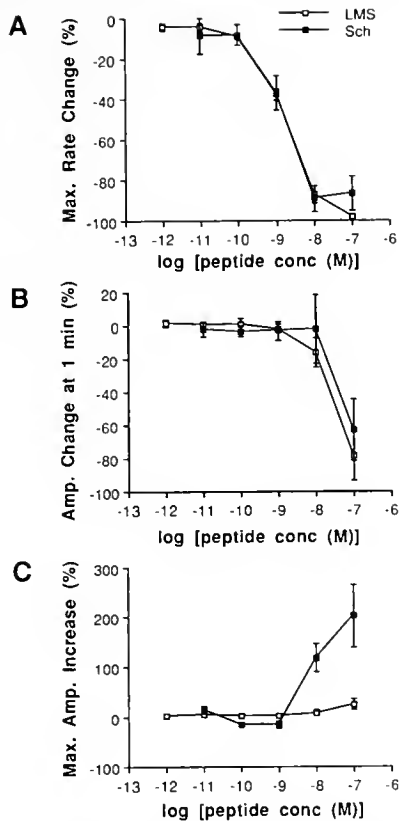 A
LMS
Sch
Max. Rate Change (%)
0
-20
-40
-60
-80
-100
-13 -12 -11 -10 -9 -8 -7
log [peptide conc (M)]
B
Amp. Change at 1 min (%)
20
0
-20
-40
-60
-80
-100
-13 -12 -11 -10 -9 -8 -7
log [peptide conc (M)]
C
Max. Amp. Increase (%)
300
200
100
0
-100
-13 -12 -11 -10 -9 -8 -7
log [peptide conc (M)]